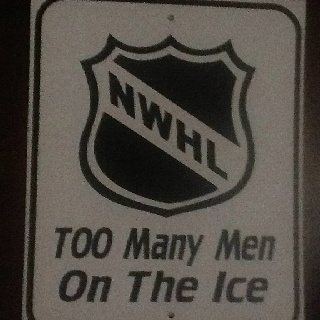 NWHL
TOO Many Men
On The Ice